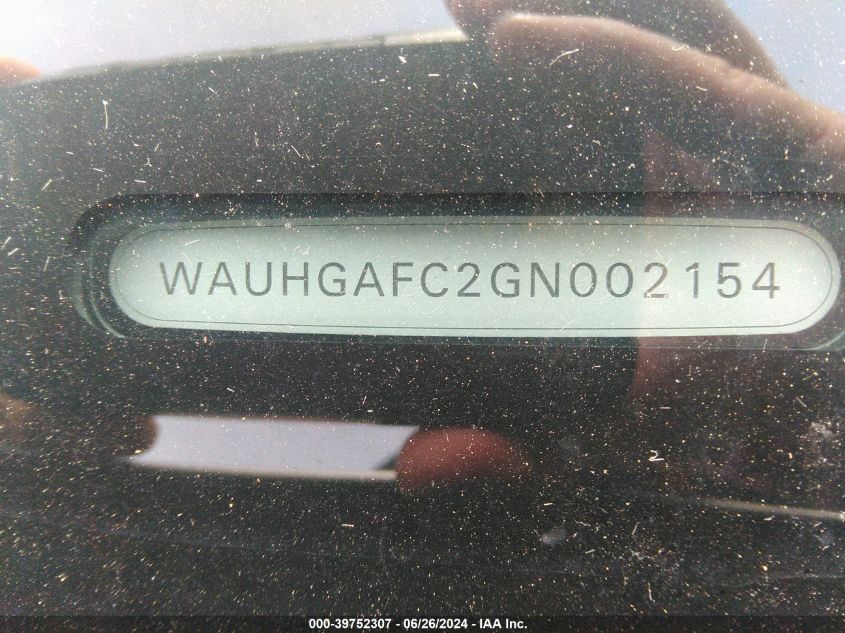 WAUHGAFC2GN002154
000-39752307 - 06/26/2024 - IAA Inc.